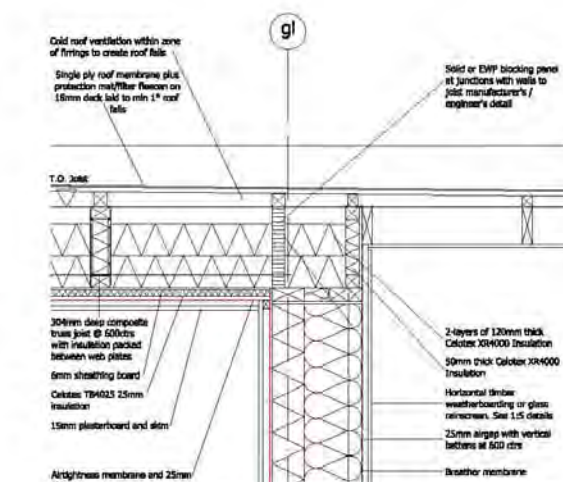 gl
Cold roof ventilation within zone
of firrings to create roof falls
Single ply roof membrane plus
protection mat/filter fleece on
18mm deck laid to min 1° roof
falls
Solid or EWP blocking panel
at junctions with walls to
joist manufacturer's /
engineer's detail
T.O. Joist
304mm deep composite
truss joist @ 600ctrs
with insulation packed
between web plates
6mm sheathing board
Celotex TB4025 25mm
insulation
15mm plasterboard and skim
Airtightness membrane and 25mm
2-layers of 120mm thick
Celotex XR4000 Insulation
50mm thick Celotex XR4000
Insulation
Horizontal timber
weatherboarding or glass
rainscreen. See 1:5 details
25mm airgap with vertical
battens at 600 ctrs
Breather membrane